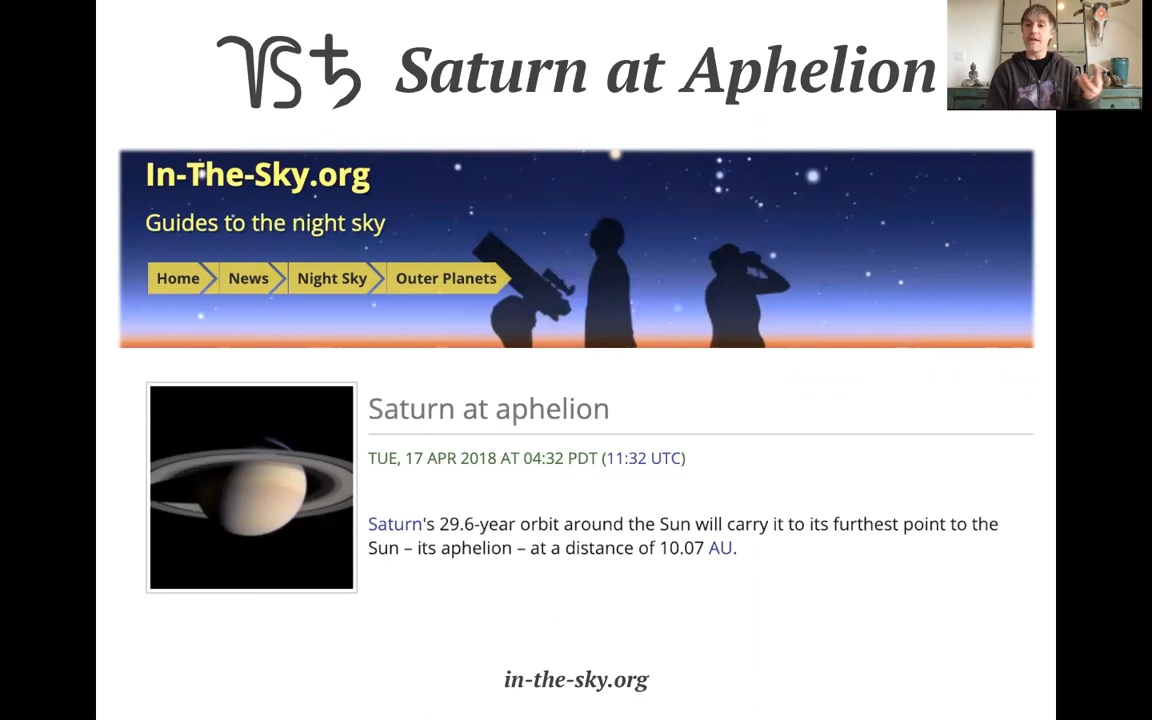 Saturn at Aphelion
In-The-Sky.org
Guides to the night sky
Home
News
Night Sky
Outer Planets
Saturn at aphelion
TUE, 17 APR 2018 AT 04:32 PDT (11:32 UTC)
Saturn's 29.6-year orbit around the Sun will carry it to its furthest point to the
Sun – its aphelion – at a distance of 10.07 AU.
in-the-sky.org